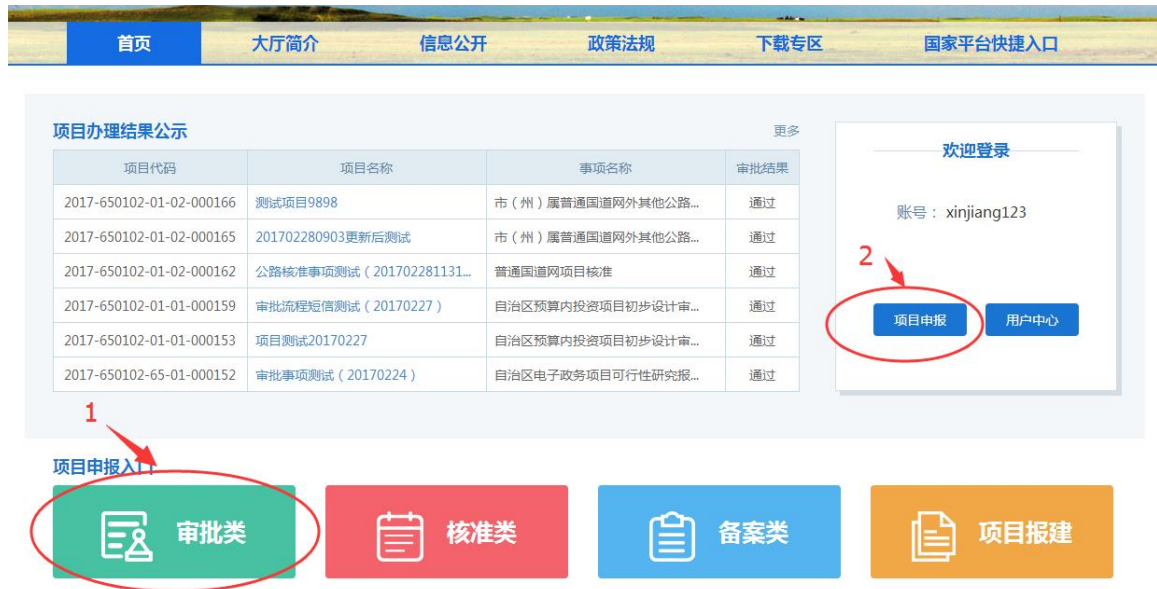 首页 大厅简介 信息公开 政策法规 下载专区 国家平台快捷入口
项目办理结果公示 更多
项目代码 项目名称 事项名称 审批结果
2017-650102-01-02-000166 测试项目9898 市（州）属普通国道网外其他公路... 通过
2017-650102-01-02-000165 201702280903更新后测试 市（州）属普通国道网外其他公路... 通过
2017-650102-01-02-000162 公路核准事项测试（201702281131... 普通国道网项目核准 通过
2017-650102-01-01-000159 审批流程短信测试（20170227） 自治区预算内投资项目初步设计审... 通过
2017-650102-01-01-000153 项目测试20170227 自治区预算内投资项目初步设计审... 通过
2017-650102-65-01-000152 审批事项测试（20170224） 自治区电子政务项目可行性研究报... 通过
欢迎登录
账号： xinjiang123
2
项目申报 用户中心
1
项目申报入口
审批类 核准类 备案类 项目报建